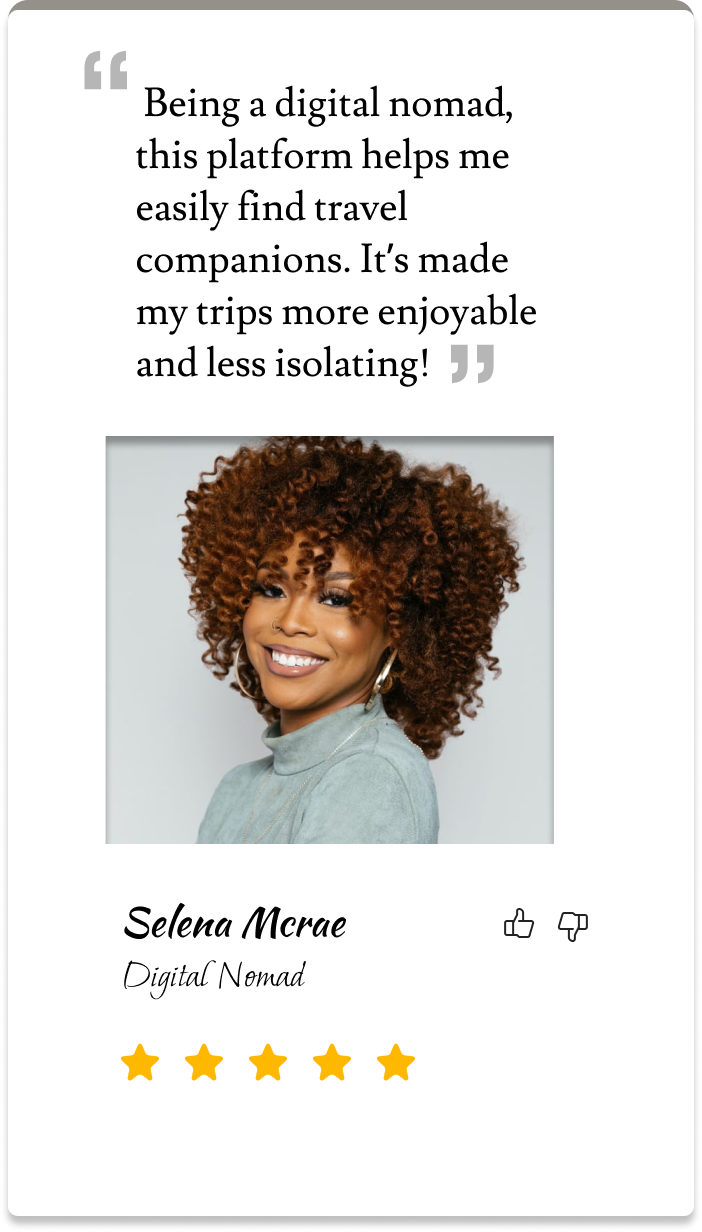 “ Being a digital nomad,
this platform helps me
easily find travel
companions. It's made
my trips more enjoyable
and less isolating! ”
Selena Mcrae
Digital Nomad